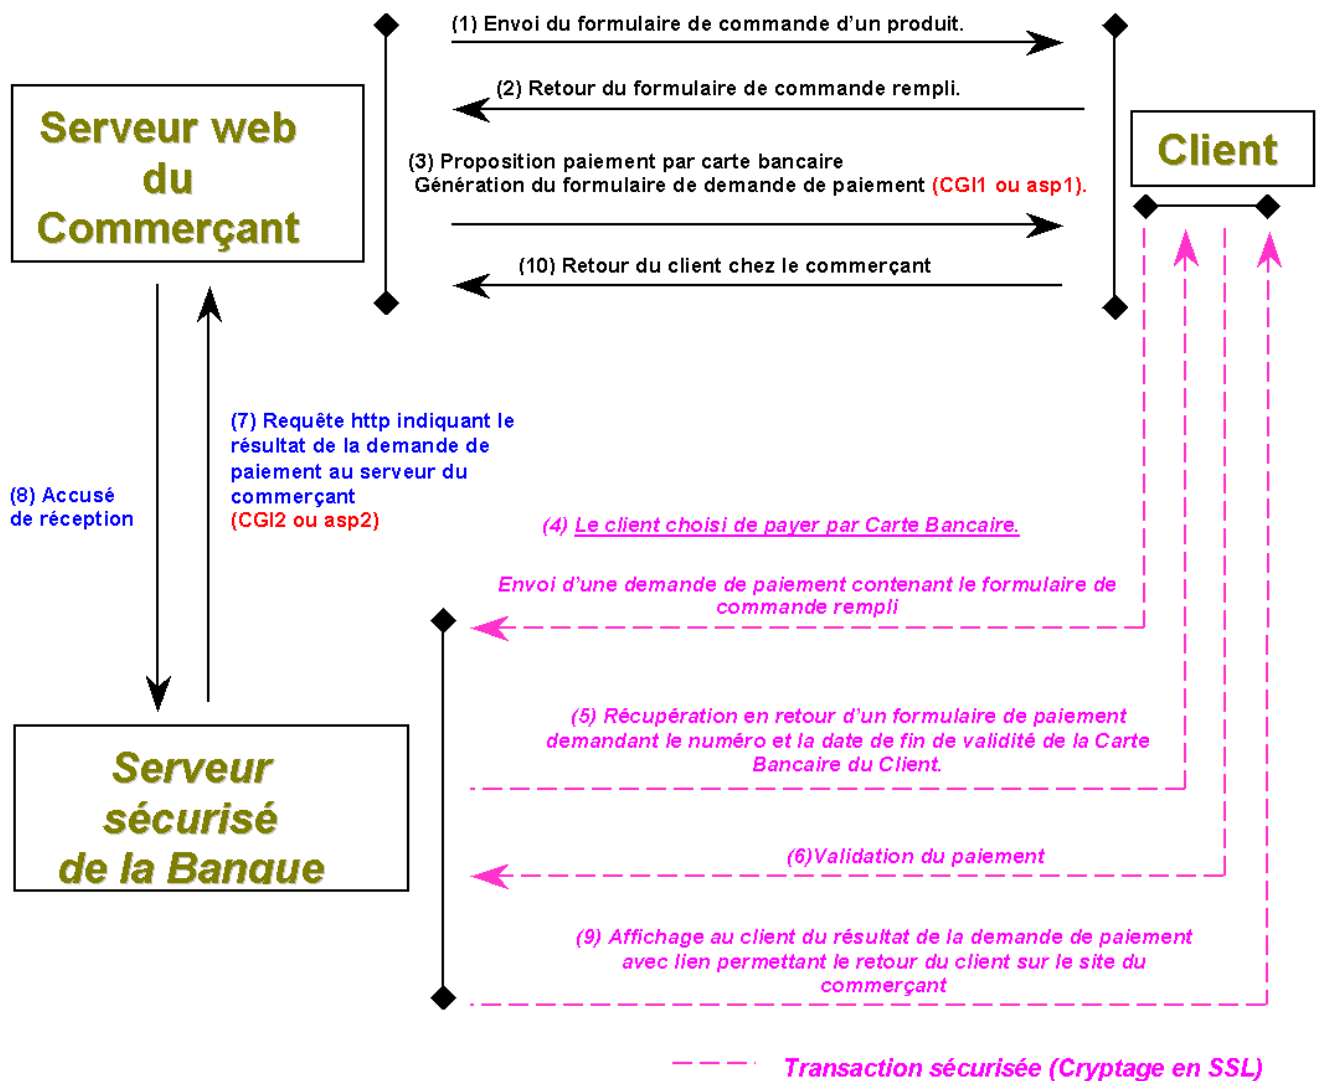 (1) Envoi du formulaire de commande d'un produit.
(2) Retour du formulaire de commande rempli.
Serveur web
du
Commerçant
Client
(3) Proposition paiement par carte bancaire
Génération du formulaire de demande de paiement (CGI1 ou asp1).
(10) Retour du client chez le commerçant
(7) Requête http indiquant le
résultat de la demande de
paiement au serveur du
commerçant
(CGI2 ou asp2)
(8) Accusé
de réception
(4) Le client choisi de payer par Carte Bancaire.
Envoi d'une demande de paiement contenant le formulaire de
commande rempli
(5) Récupération en retour d'un formulaire de paiement
demandant le numéro et la date de fin de validité de la Carte
Bancaire du Client.
Serveur
sécurisé
de la Banque
(6)Validation du paiement
(9) Affichage au client du résultat de la demande de paiement
avec lien permettant le retour du client sur le site du
commerçant
Transaction sécurisée (Cryptage en SSL)